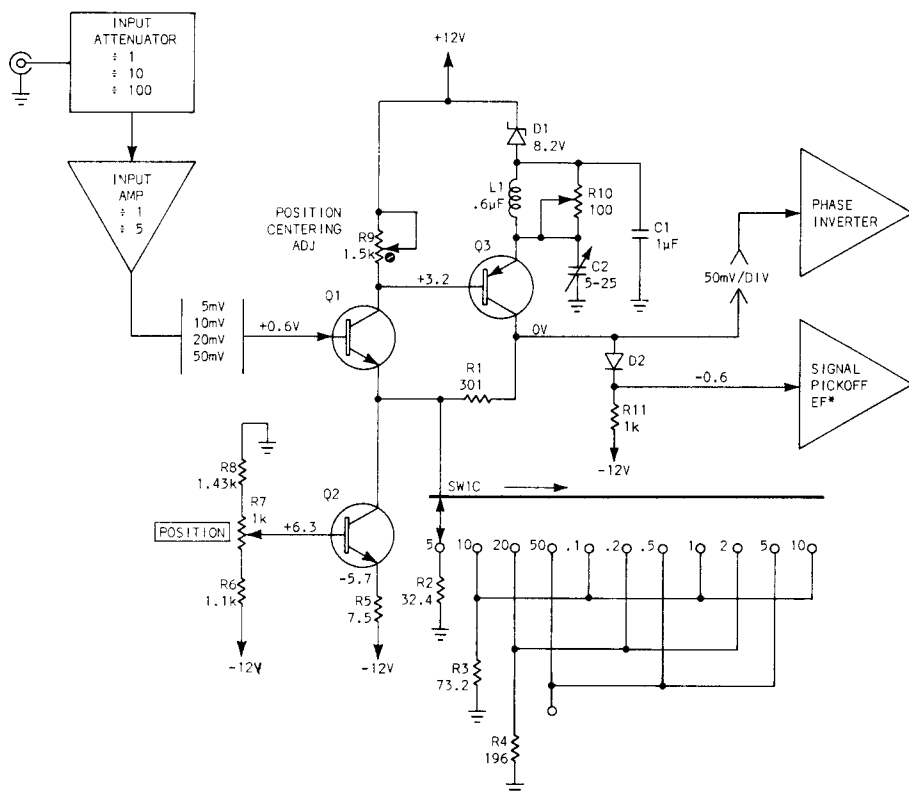 INPUT
ATTENUATOR
÷ 1
÷ 10
÷ 100
+12V
D1
8.2V
INPUT
AMP
÷ 1
÷ 5
L1
.6µF
R10
100
C1
1µF
PHASE
INVERTER
POSITION
CENTERING
ADJ
R9
1.5k
Q3
C2
5-25
50mV/DIV
+3.2
Q1
5mV
10mV
20mV
50mV
+0.6V
0V
D2
R1
301
-0.6
SIGNAL
PICKOFF
EF*
R11
1k
-12V
R8
1.43k
Q2
SW1C
R7
1k
POSITION
+6.3
5 10 20 50 .1 .2 .5 1 2 5 10
-5.7
R6
1.1k
R5
7.5
R2
32.4
-12V
-12V
R3
73.2
R4
196